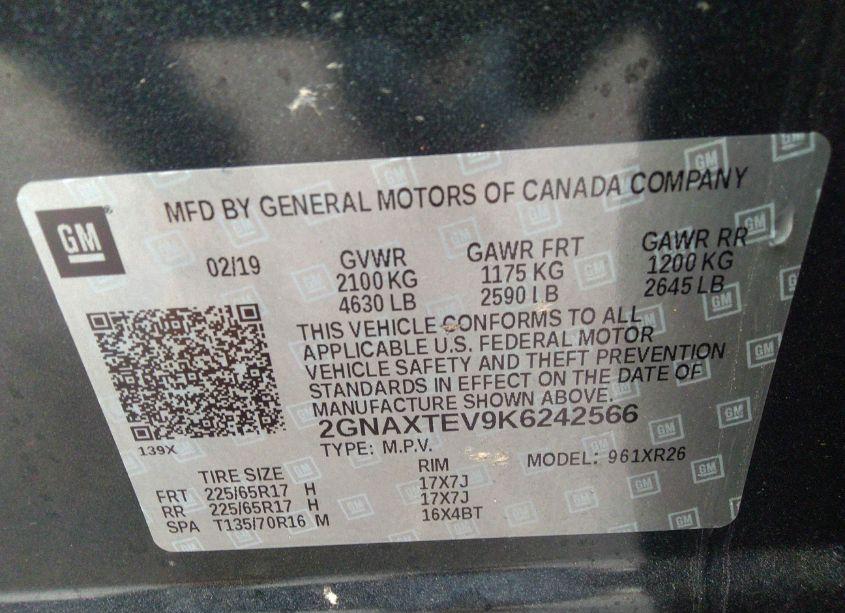 GM
MFD BY GENERAL MOTORS OF CANADA COMPANY
02/19
GVWR
2100 KG
4630 LB
GAWR FRT
1175 KG
2590 LB
GAWR RR
1200 KG
2645 LB
THIS VEHICLE CONFORMS TO ALL
APPLICABLE U.S. FEDERAL MOTOR
VEHICLE SAFETY AND THEFT PREVENTION
STANDARDS IN EFFECT ON THE DATE OF
MANUFACTURE SHOWN ABOVE.
2GNAXTEV9K6242566
139X
TYPE: M.P.V.
MODEL: 961XR26
TIRE SIZE RIM
FRT 225/65R17 H 17X7J
RR 225/65R17 H 17X7J
SPA T135/70R16 M 16X4BT